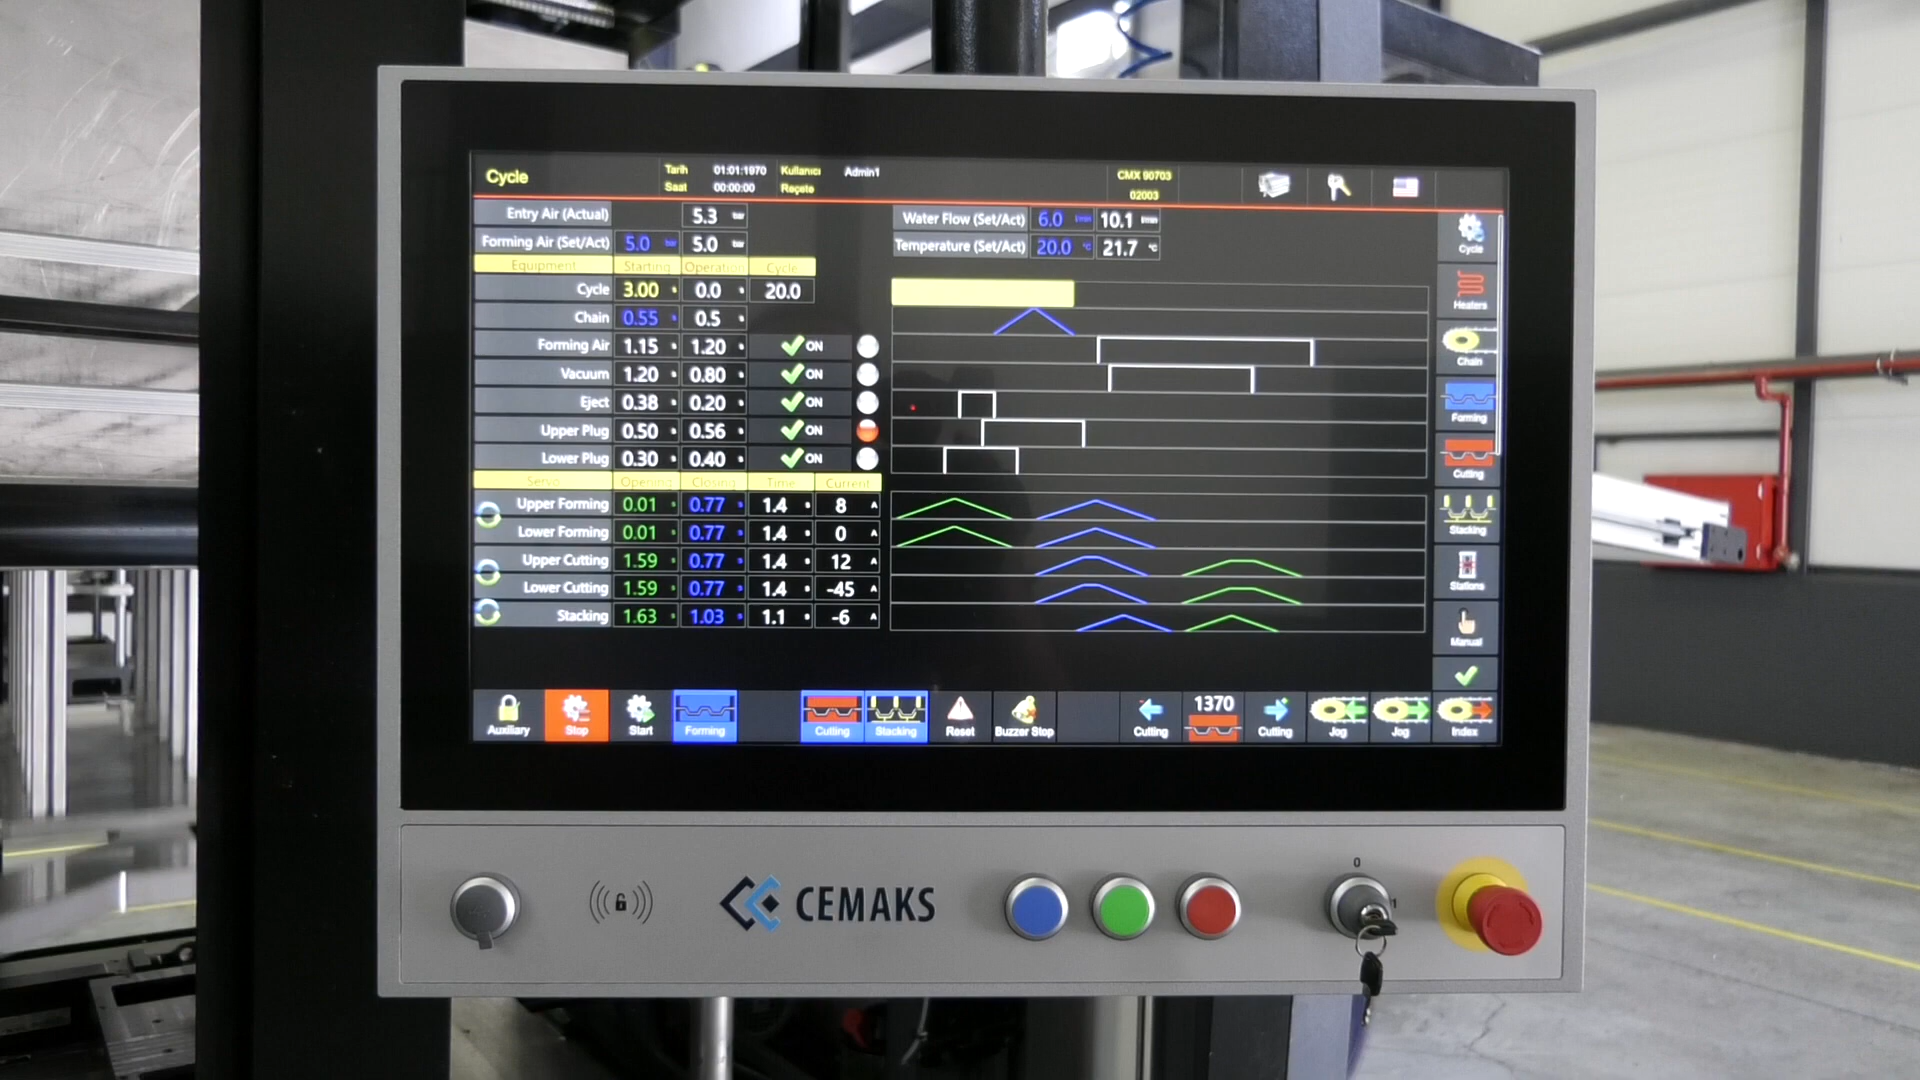 Cycle
Tarih 01:01:1970 Kullanıcı Admin1
Saat 00:00:00 Reçete
CMX 90703
02003
Entry Air (Actual) 5.3 bar
Forming Air (Set/Act) 5.0 bar 5.0 bar
Water Flow (Set/Act) 6.0 l/min 10.1 l/min
Temperature (Set/Act) 20.0 °C 21.7 °C
Equipment Starting Operation Cycle
Cycle 3.00 s 0.0 s 20.0
Chain 0.55 s 0.5 s
Forming Air 1.15 s 1.20 s ON
Vacuum 1.20 s 0.80 s ON
Eject 0.38 s 0.20 s ON
Upper Plug 0.50 s 0.56 s ON
Lower Plug 0.30 s 0.40 s ON
Servo Opening Closing Time Current
Upper Forming 0.01 s 0.77 s 1.4 s 8 A
Lower Forming 0.01 s 0.77 s 1.4 s 0 A
Upper Cutting 1.59 s 0.77 s 1.4 s 12 A
Lower Cutting 1.59 s 0.77 s 1.4 s -45 A
Stacking 1.63 s 1.03 s 1.1 s -6 A
Cycle
Heaters
Chain
Forming
Cutting
Stacking
Stations
Manual
Auxiliary Stop Start Forming Cutting Stacking Reset Buzzer Stop Cutting 1370 Cutting Jog Jog Index
CEMAKS
0
1